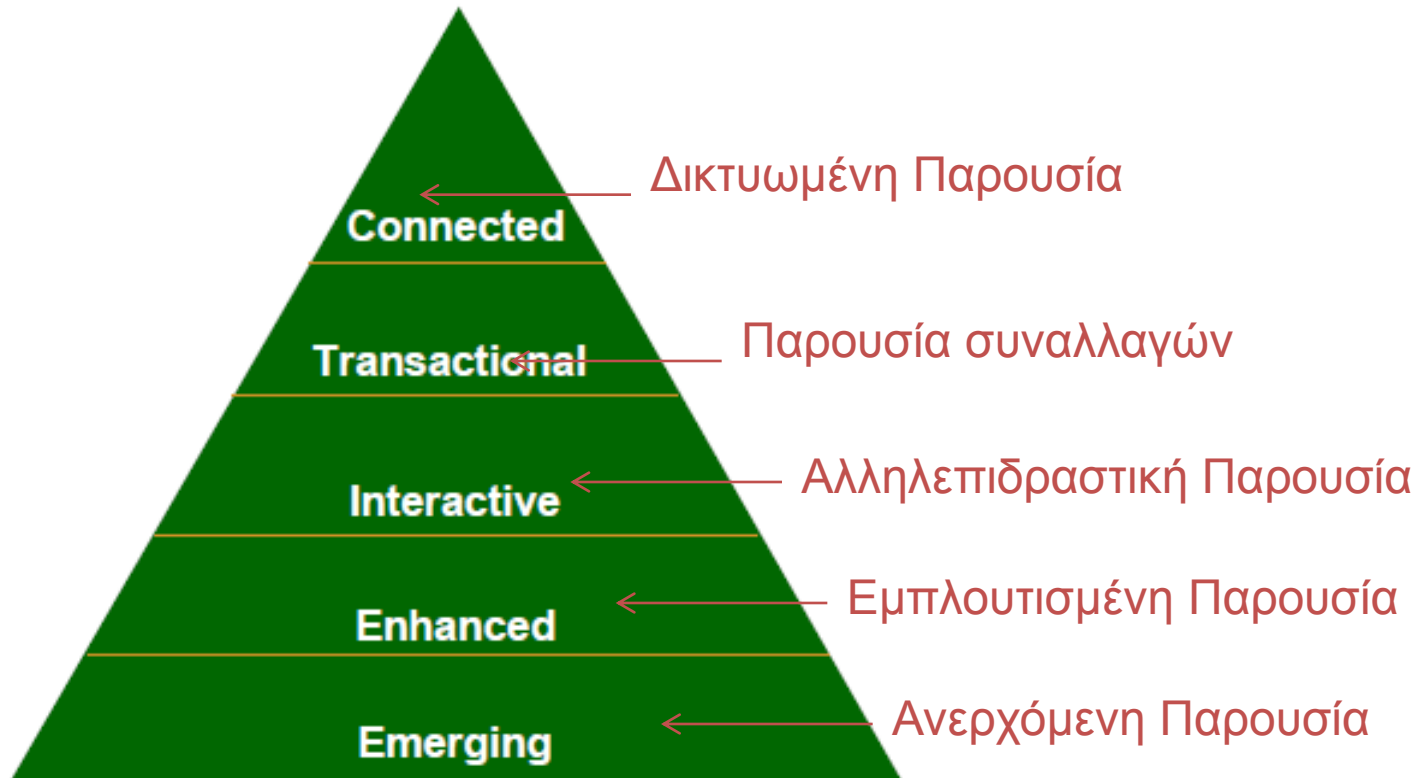 Δικτυωμένη Παρουσία
Connected
Παρουσία συναλλαγών
Transactional
Αλληλεπιδραστική Παρουσία
Interactive
Εμπλουτισμένη Παρουσία
Enhanced
Ανερχόμενη Παρουσία
Emerging